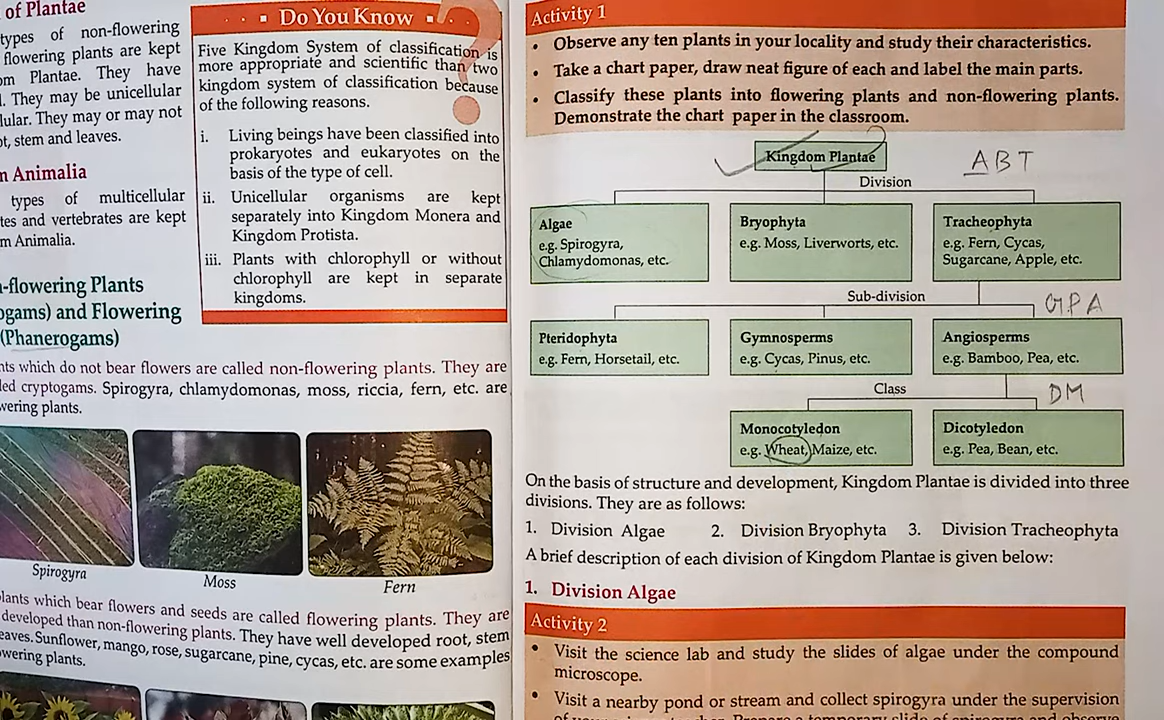 of Plantae
types of non-flowering
flowering plants are kept
Plantae. They have
They may be unicellular
They may or may not
stem and leaves.
Animalia
types of multicellular
and vertebrates are kept
Animalia.
-flowering Plants
and Flowering
(Phanerogams)
which do not bear flowers are called non-flowering plants. They are
cryptogams. Spirogyra, chlamydomonas, moss, riccia, fern, etc. are
plants.
Do You Know
?
Five Kingdom System of classification is
more appropriate and scientific than two
kingdom system of classification because
of the following reasons.
i. Living beings have been classified into
prokaryotes and eukaryotes on the
basis of the type of cell.
ii. Unicellular organisms are kept
separately into Kingdom Monera and
Kingdom Protista.
iii. Plants with chlorophyll or without
chlorophyll are kept in separate
kingdoms.
Spirogyra
Moss
Fern
which bear flowers and seeds are called flowering plants. They are
developed than non-flowering plants. They have well developed root, stem
Sunflower, mango, rose, sugarcane, pine, cycas, etc. are some examples
plants.
Activity 1
• Observe any ten plants in your locality and study their characteristics.
• Take a chart paper, draw neat figure of each and label the main parts.
• Classify these plants into flowering plants and non-flowering plants.
Demonstrate the chart paper in the classroom.
Kingdom Plantae
ABT
Division
Algae
e.g. Spirogyra,
Chlamydomonas, etc.
Bryophyta
e.g. Moss, Liverworts, etc.
Tracheophyta
e.g. Fern, Cycas,
Sugarcane, Apple, etc.
Sub-division
GPA
Pteridophyta
e.g. Fern, Horsetail, etc.
Gymnosperms
e.g. Cycas, Pinus, etc.
Angiosperms
e.g. Bamboo, Pea, etc.
Class
DM
Monocotyledon
e.g. Wheat, Maize, etc.
Dicotyledon
e.g. Pea, Bean, etc.
On the basis of structure and development, Kingdom Plantae is divided into three
divisions. They are as follows:
1. Division Algae 2. Division Bryophyta 3. Division Tracheophyta
A brief description of each division of Kingdom Plantae is given below:
1. Division Algae
Activity 2
• Visit the science lab and study the slides of algae under the compound
microscope.
• Visit a nearby pond or stream and collect spirogyra under the supervision